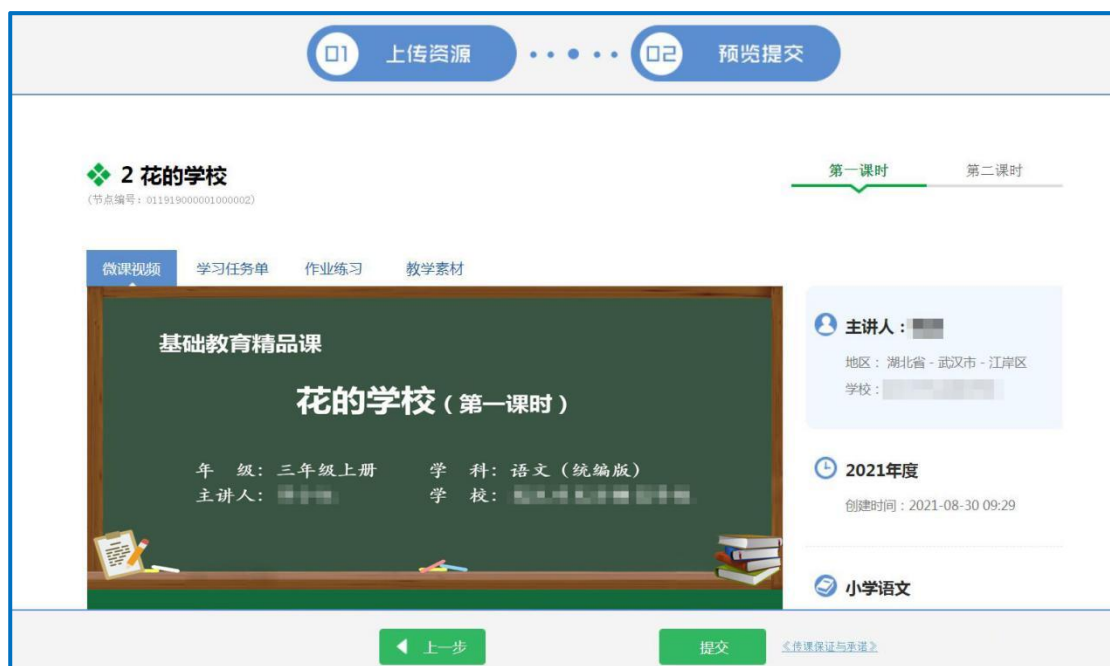 01 上传资源 02 预览提交
2 花的学校
(节点编号：011919000001000002)
第一课时 第二课时
微课视频 学习任务单 作业练习 教学素材
基础教育精品课
花的学校（第一课时）
年 级：三年级上册 学 科：语文（统编版）
主讲人： 学 校：
主讲人：
地区：湖北省 - 武汉市 - 江岸区
学校：
2021年度
创建时间：2021-08-30 09:29
小学语文
上一步 提交 《传课保证与承诺》